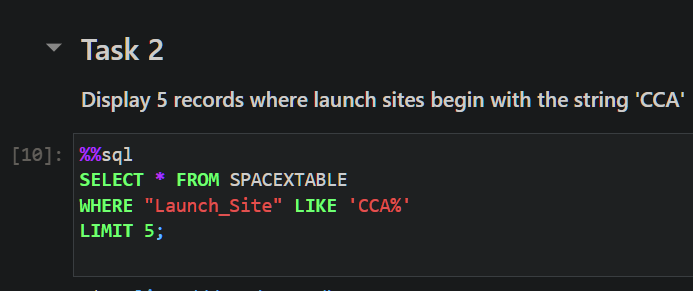 Task 2
Display 5 records where launch sites begin with the string 'CCA'
[10]:
%%sql
SELECT * FROM SPACEXTABLE
WHERE "Launch_Site" LIKE 'CCA%'
LIMIT 5;